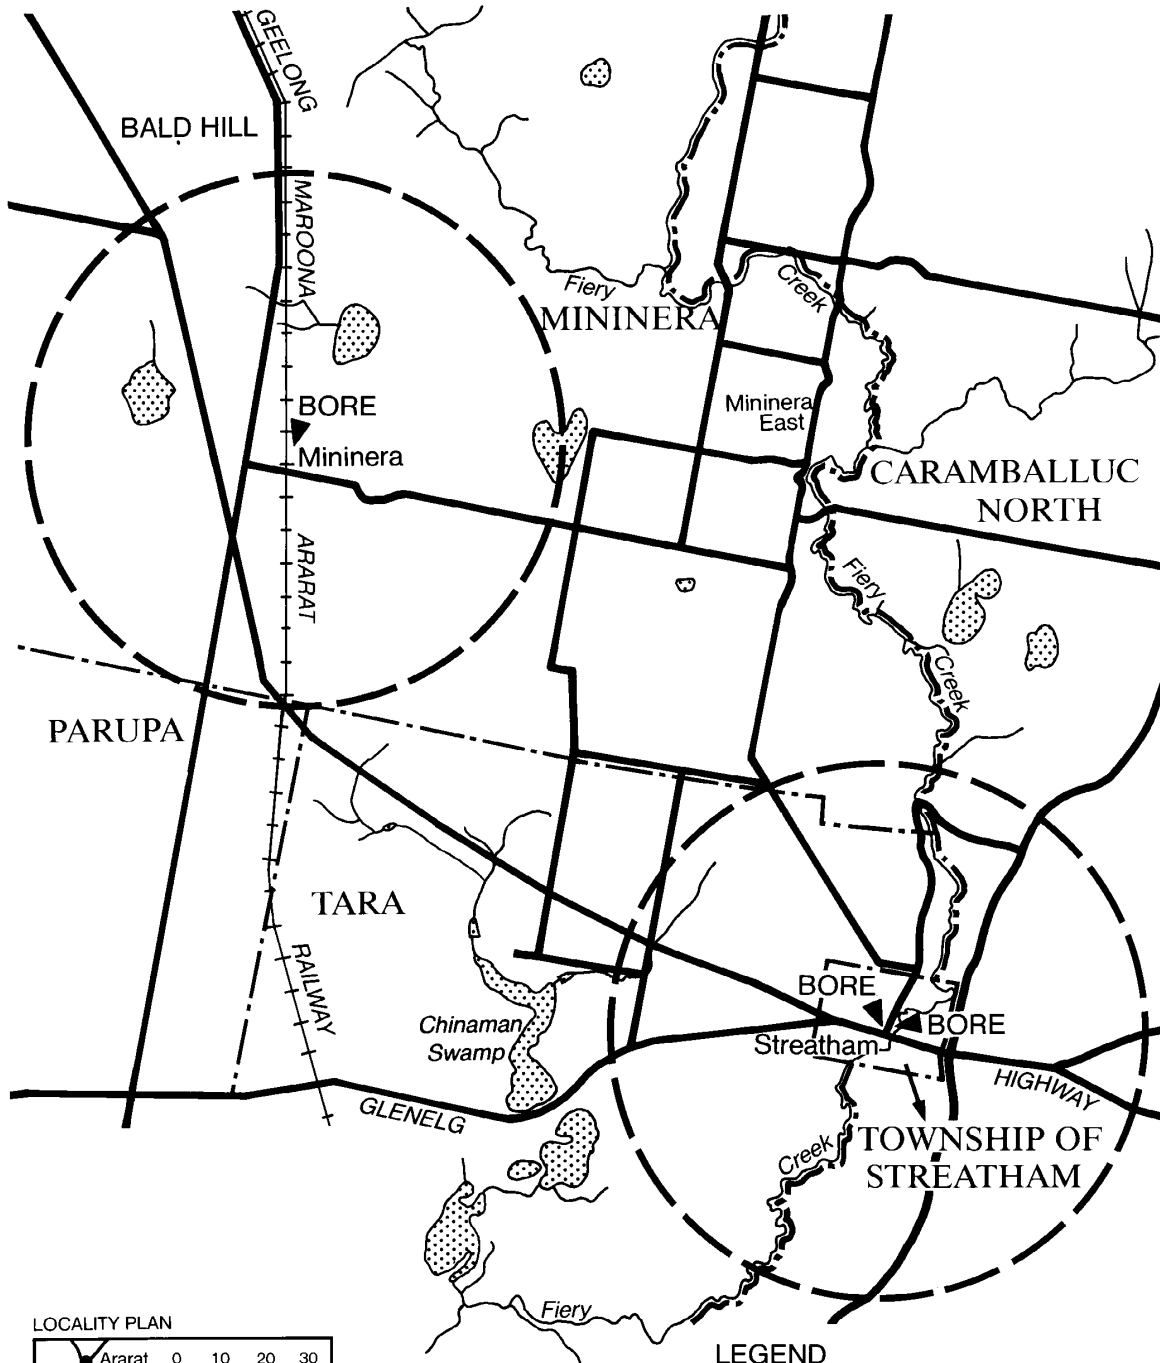 GEELONG
BALD HILL
MAROONA
Fiery
Creek
MININERA
BORE
Mininera
East
Mininera
CARAMBALLUC
NORTH
ARARAT
Fiery
Creek
PARUPA
TARA
RAILWAY
BORE
BORE
Chinaman
Swamp
Streatham
HIGHWAY
GLENELG
TOWNSHIP OF
STREATHAM
Creek
Fiery
LOCALITY PLAN
LEGEND
Ararat 0 10 20 30